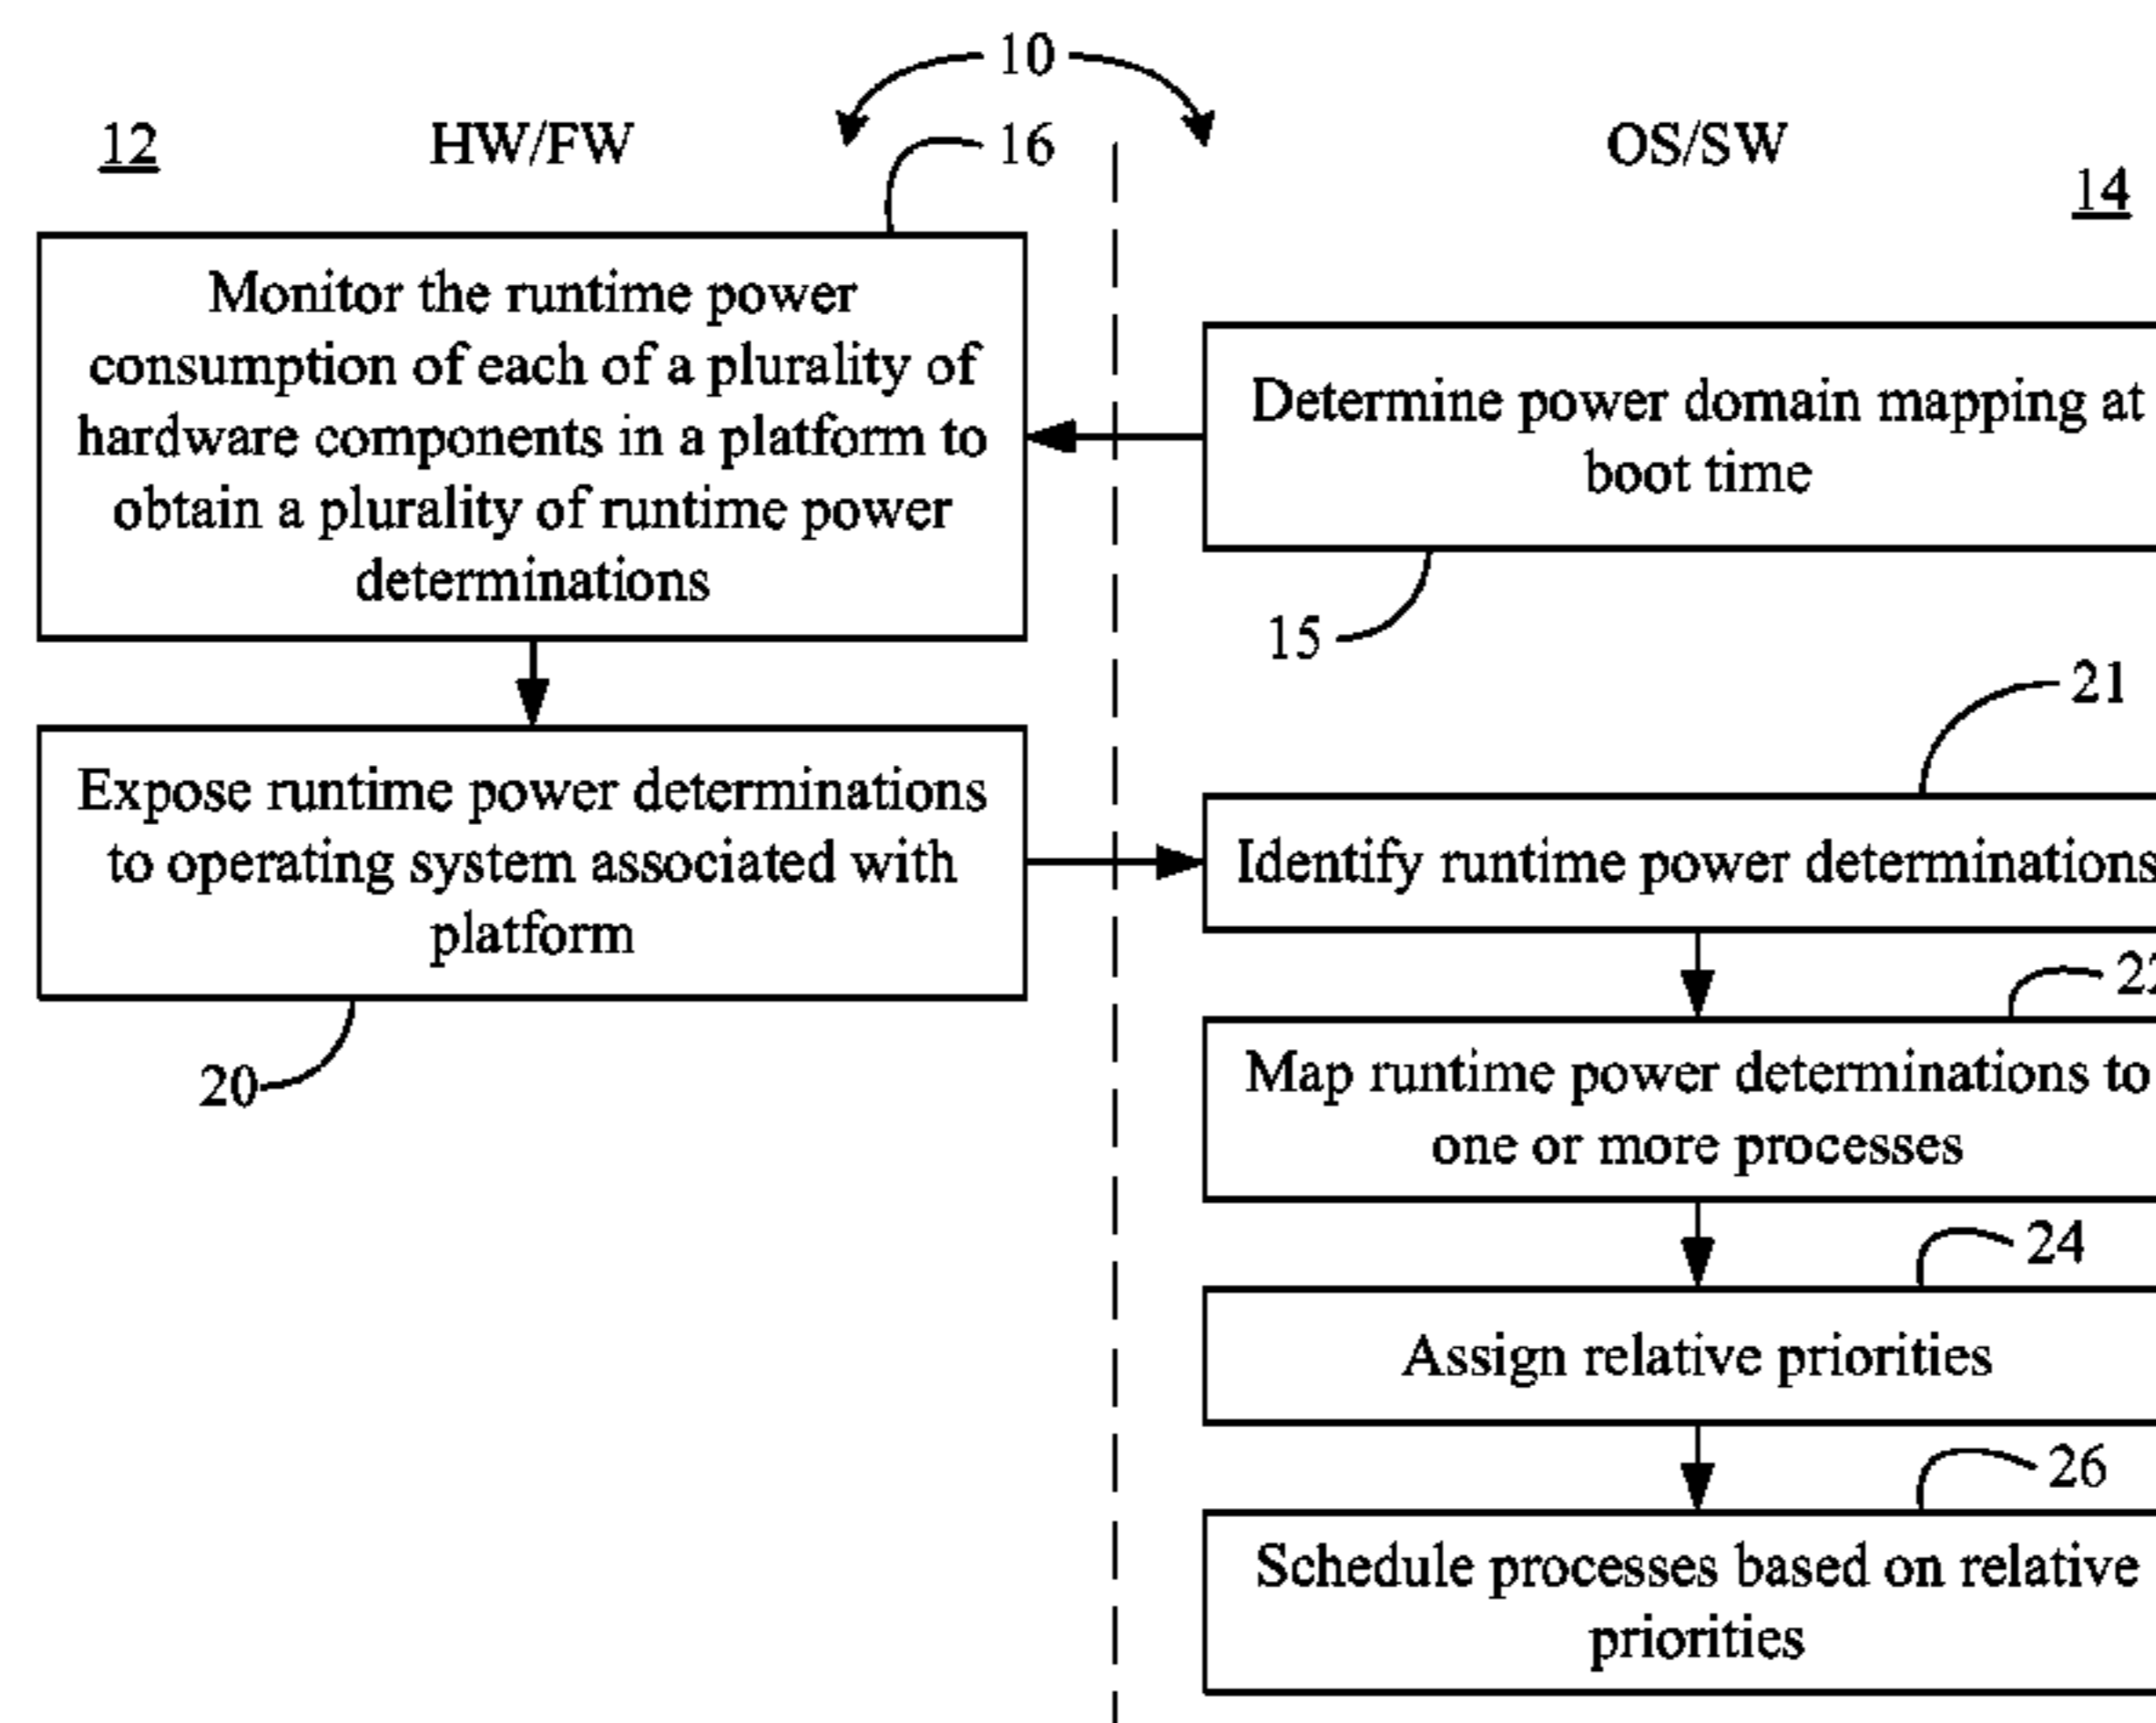 10
12
HW/FW
16
OS/SW
14
Monitor the runtime power
consumption of each of a plurality of
hardware components in a platform to
obtain a plurality of runtime power
determinations
Determine power domain mapping at
boot time
15
21
Expose runtime power determinations
to operating system associated with
platform
20
Identify runtime power determinations
22
Map runtime power determinations to
one or more processes
24
Assign relative priorities
26
Schedule processes based on relative
priorities